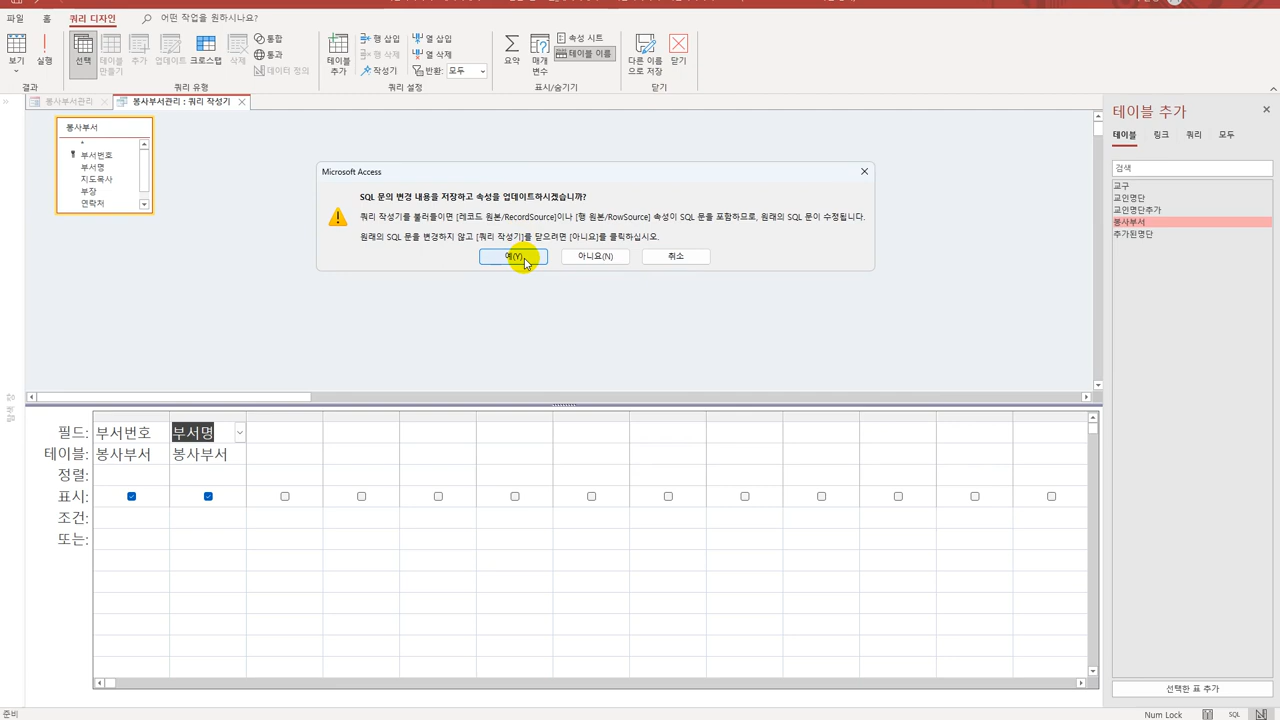 파일
홈
쿼리 디자인
어떤 작업을 원하시나요?
보기
실행
선택
테이블
만들기
추가
업데이트
크로스탭
삭제
통합
통과
데이터 정의
테이블
추가
행 삽입
행 삭제
작성기
열 삽입
열 삭제
반환: 모두
요약
매개
변수
속성 시트
테이블 이름
다른 이름
으로 저장
닫기
결과
쿼리 유형
쿼리 설정
표시/숨기기
닫기
봉사부서관리
봉사부서관리 : 쿼리 작성기
봉사부서
*
부서번호
부서명
지도목사
부장
연락처
Microsoft Access
SQL 문의 변경 내용을 저장하고 속성을 업데이트하시겠습니까?
쿼리 작성기를 불러들이면 [레코드 원본/RecordSource]이나 [행 원본/RowSource] 속성이 SQL 문을 포함하므로, 원래의 SQL 문이 수정됩니다.
원래의 SQL 문을 변경하지 않고 [쿼리 작성기]를 닫으려면 [아니요]를 클릭하십시오.
예(Y)
아니요(N)
취소
테이블 추가
테이블
링크
쿼리
모두
검색
교구
교인명단
교인명단추가
봉사부서
추가된명단
선택한 표 추가
탐색 창
필드: 부서번호 부서명
테이블: 봉사부서 봉사부서
정렬:
표시:
조건:
또는:
준비
Num Lock
SQL